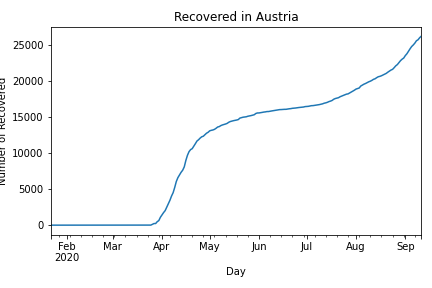 Recovered in Austria
Number of Recovered
25000
20000
15000
10000
5000
0
Feb Mar Apr May Jun Jul Aug Sep
2020
Day